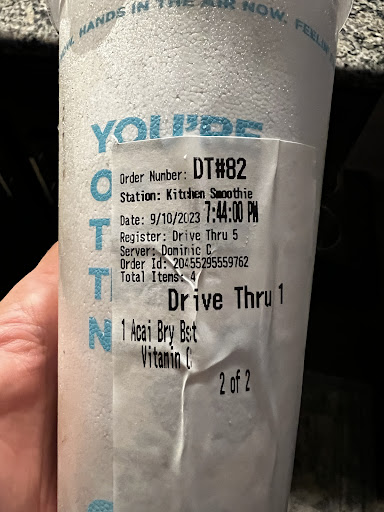 HANDS IN THE AIR NOW, FEELIN
YOU'RE
O
T
T
N
Order Number: DT#82
Station: Kitchen Smoothie
Date: 9/10/2023 7:44:00 PM
Register: Drive Thru 5
Server: Dominic C
Order Id: 20455295559762
Total Items: 4
Drive Thru 1
1 Acai Bry Bst
Vitamin C
2 of 2